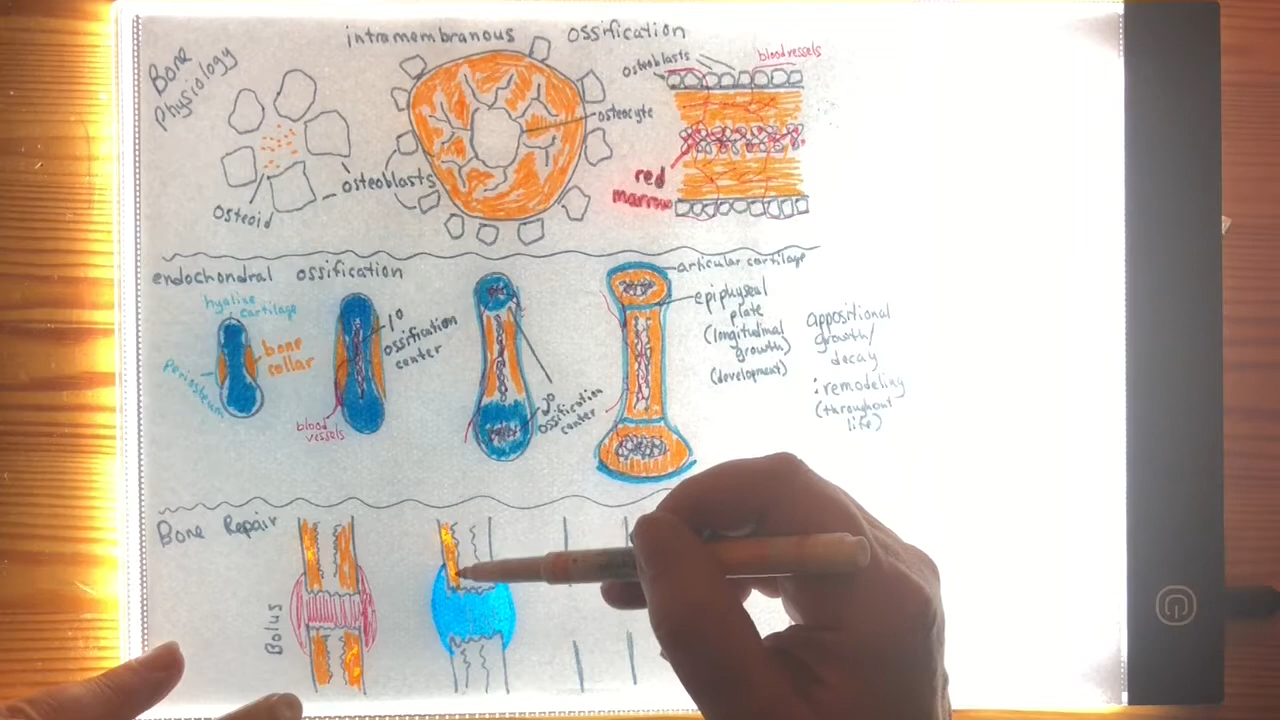 Bone
Physiology
intramembranous ossification
osteoblasts
blood vessels
osteocyte
osteoblasts
osteoid
red
marrow
endochondral ossification
hyaline
cartilage
bone
collar
Periosteum
1°
ossification
center
blood
vessels
2°
ossification
center
articular cartilage
epiphyseal
plate
(longitudinal
growth)
(development)
appositional
growth/
decay
: remodeling
(throughout
life)
Bone Repair
Bolus